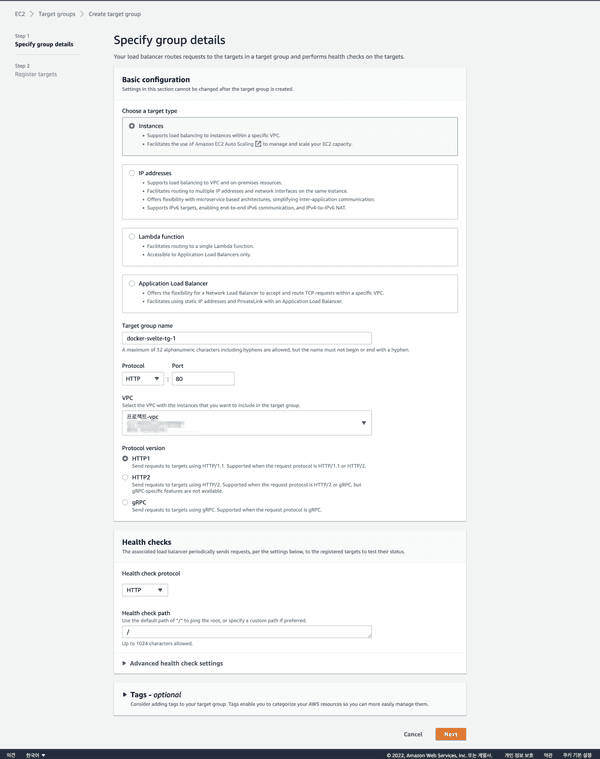 EC2 > Target groups > Create target group
Step 1
Specify group details
Step 2
Register targets
Specify group details
Your load balancer routes requests to the targets in a target group and performs health checks on the targets.
Basic configuration
Settings in this section cannot be changed after the target group is created.
Choose a target type
Instances
• Supports load balancing to instances within a specific VPC.
• Facilitates the use of Amazon EC2 Auto Scaling to manage and scale your EC2 capacity.
IP addresses
• Supports load balancing to VPC and on-premises resources.
• Facilitates routing to multiple IP addresses and network interfaces on the same instance.
• Offers flexibility with microservice based architectures, simplifying inter-application communication.
• Supports IPv6 targets, enabling end-to-end IPv6 communication, and IPv4-to-IPv6 NAT.
Lambda function
• Facilitates routing to a single Lambda function.
• Accessible to Application Load Balancers only.
Application Load Balancer
• Offers the flexibility for a Network Load Balancer to accept and route TCP requests within a specific VPC.
• Facilitates using static IP addresses and PrivateLink with an Application Load Balancer.
Target group name
docker-svelte-tg-1
A maximum of 32 alphanumeric characters including hyphens are allowed, but the name must not begin or end with a hyphen.
Protocol Port
HTTP : 80
VPC
Select the VPC with the instances that you want to include in the target group.
프로젝트-vpc
Protocol version
HTTP1
Send requests to targets using HTTP/1.1. Supported when the request protocol is HTTP/1.1 or HTTP/2.
HTTP2
Send requests to targets using HTTP/2. Supported when the request protocol is HTTP/2 or gRPC, but
gRPC-specific features are not available.
gRPC
Send requests to targets using gRPC. Supported when the request protocol is gRPC.
Health checks
The associated load balancer periodically sends requests, per the settings below, to the registered targets to test their status.
Health check protocol
HTTP
Health check path
Use the default path of "/" to ping the root, or specify a custom path if preferred.
/
Up to 1024 characters allowed.
Advanced health check settings
Tags - optional
Consider adding tags to your target group. Tags enable you to categorize your AWS resources so you can more easily manage them.
Cancel Next
의견 한국어 © 2022, Amazon Web Services, Inc. 또는 계열사. 개인 정보 보호 약관 쿠키 기본 설정